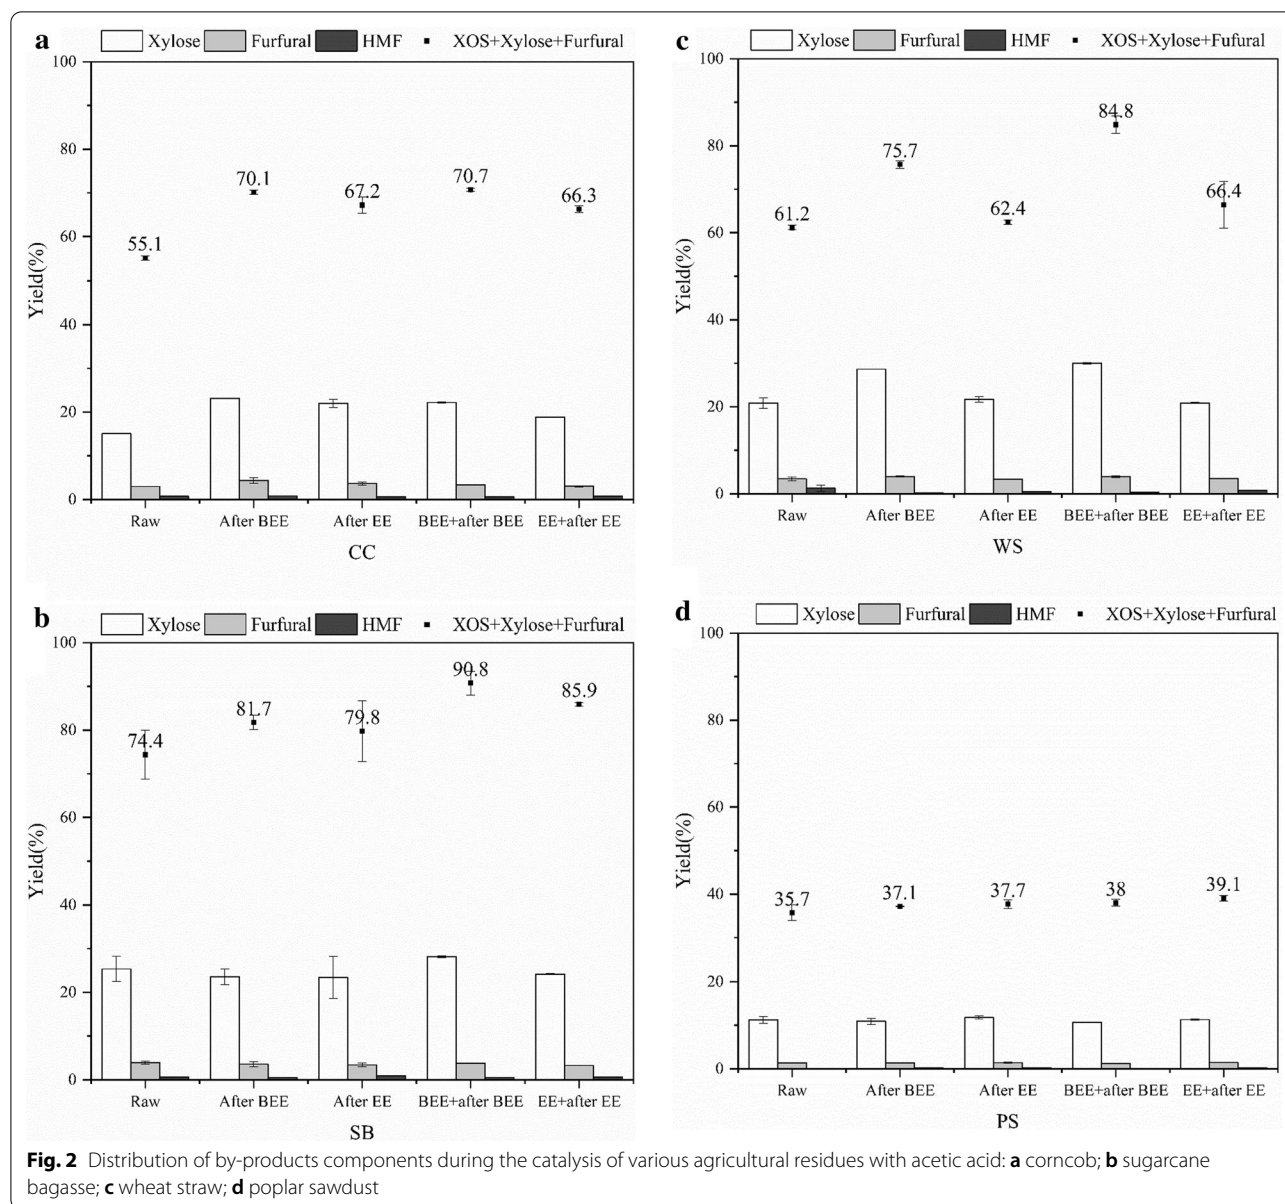 a
Xylose Furfural HMF XOS+Xylose+Furfural
100
80
60
40
20
0
Yield(%)
55.1
70.1
67.2
70.7
66.3
Raw After BEE After EE BEE+after BEE EE+after EE
CC
b
Xylose Furfural HMF XOS+Xylose+Furfural
100
80
60
40
20
0
Yield(%)
74.4
81.7
79.8
90.8
85.9
Raw After BEE After EE BEE+after BEE EE+after EE
SB
c
Xylose Furfural HMF XOS+Xylose+Fufural
100
80
60
40
20
0
Yield(%)
61.2
75.7
62.4
84.8
66.4
Raw After BEE After EE BEE+after BEE EE+after EE
WS
d
Xylose Furfural HMF XOS+Xylose+Furfural
100
80
60
40
20
0
Yield(%)
35.7
37.1
37.7
38
39.1
Raw After BEE After EE BEE+after BEE EE+after EE
PS
Fig. 2 Distribution of by-products components during the catalysis of various agricultural residues with acetic acid: a corncob; b sugarcane
bagasse; c wheat straw; d poplar sawdust